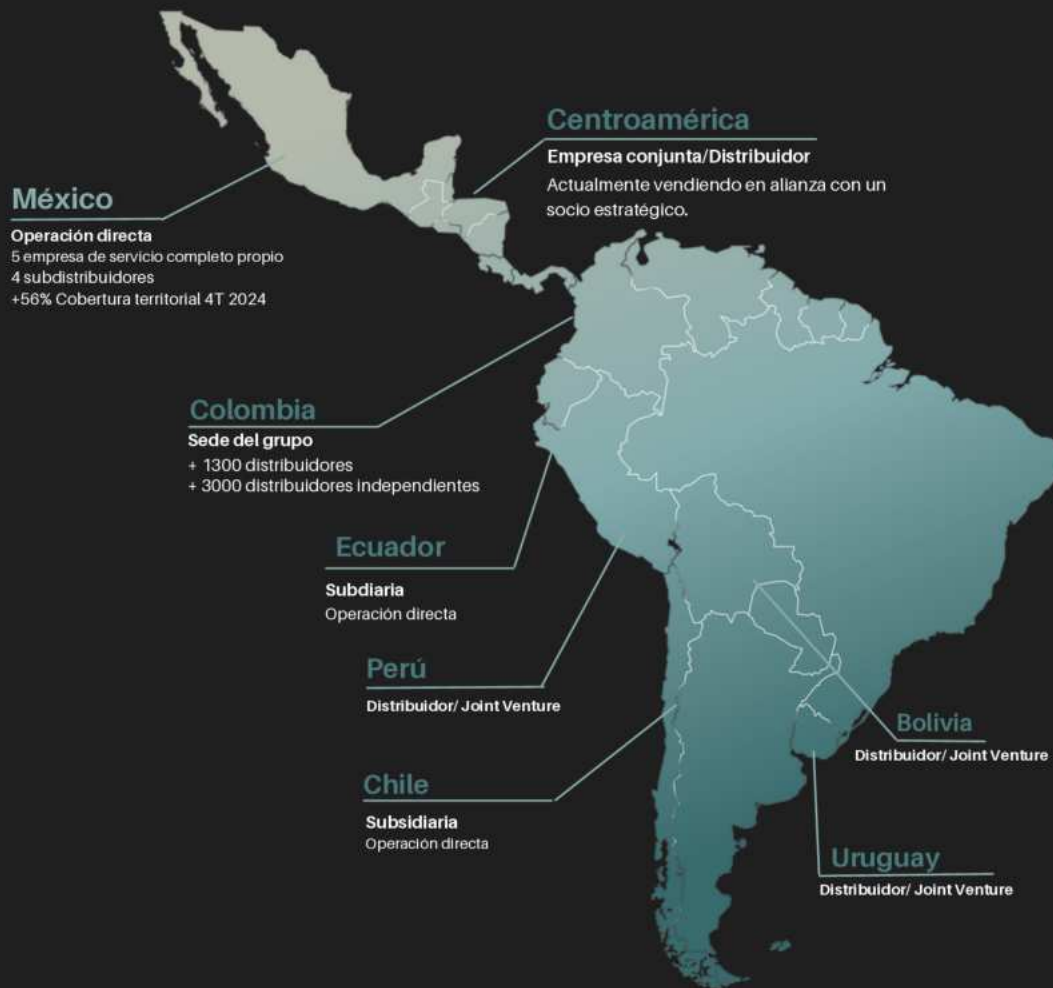 Centroamérica
Empresa conjunta/Distribuidor
Actualmente vendiendo en alianza con un
socio estratégico.
México
Operación directa
5 empresa de servicio completo propio
4 subdistribuidores
+56% Cobertura territorial 4T 2024
Colombia
Sede del grupo
+ 1300 distribuidores
+ 3000 distribuidores independientes
Ecuador
Subdiaria
Operación directa
Perú
Distribuidor/ Joint Venture
Bolivia
Distribuidor/ Joint Venture
Chile
Subsidiaria
Operación directa
Uruguay
Distribuidor/ Joint Venture